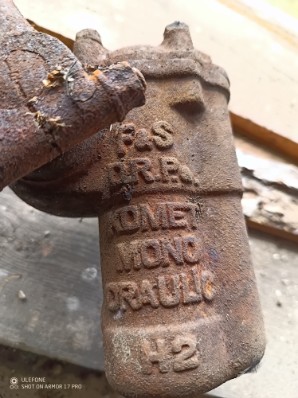 F&S
D.R.P.
KOMET
MONO
DRAULIC
H2
ULEFONE
SHOT ON ARMOR 17 PRO